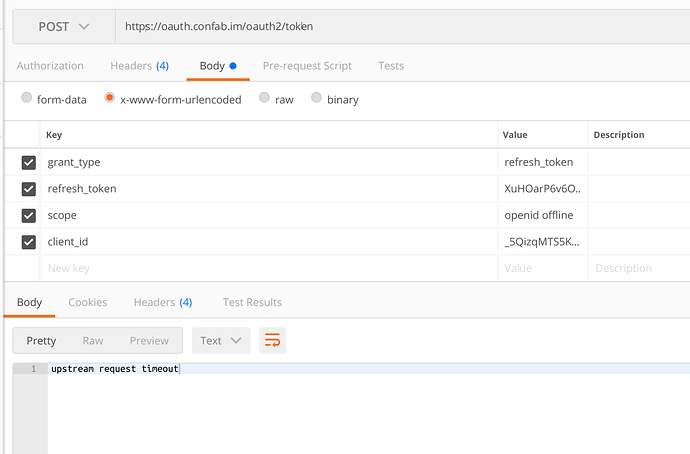 POST https://oauth.confab.im/oauth2/token
Authorization Headers (4) Body Pre-request Script Tests
form-data x-www-form-urlencoded raw binary
Key Value Description
grant_type refresh_token
refresh_token XuHOarP6v6O..
scope openid offline
client_id _5QizqMTS5K...
New key Value Description
Body Cookies Headers (4) Test Results
Pretty Raw Preview Text
1 upstream request timeout